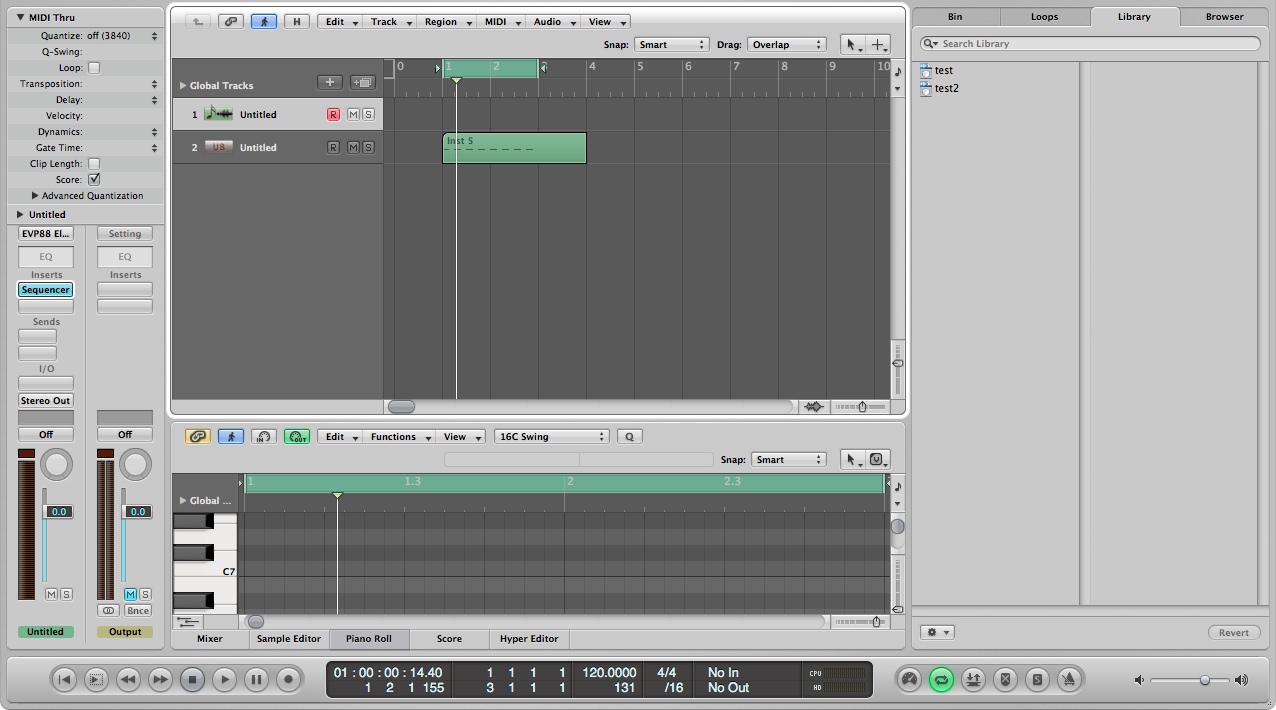 MIDI Thru
Quantize: off (3840)
Q-Swing:
Loop:
Transposition:
Delay:
Velocity:
Dynamics:
Gate Time:
Clip Length:
Score:
Advanced Quantization
Untitled
EVP88 El... Setting
EQ EQ
Inserts Inserts
Sequencer
Sends
I/O
Stereo Out
Off Off
0.0 0.0
M S M S
Bnce
Untitled Output
H Edit Track Region MIDI Audio View
Snap: Smart Drag: Overlap
0 1 2 3 4 5 6 7 8 9 10
Global Tracks
1 Untitled R M S
2 Untitled R M S
Inst 5
IN OUT Edit Functions View 16C Swing Q
Snap: Smart
1 1.3 2 2.3
Global ...
C7
Mixer Sample Editor Piano Roll Score Hyper Editor
Bin Loops Library Browser
Search Library
test
test2
Revert
01 : 00 : 00 : 14.40 1 1 1 1 120.0000 4/4 No In CPU
1 2 1 155 3 1 1 1 131 /16 No Out HD
S